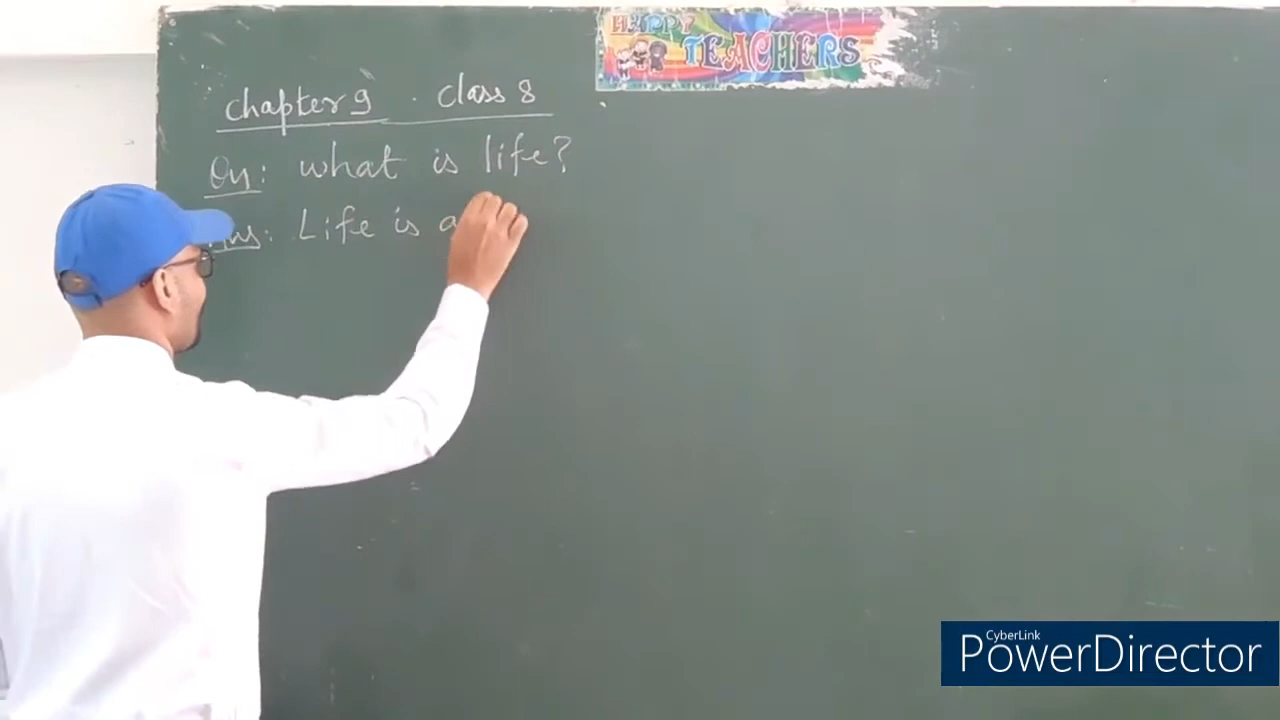 HAPPY
TEACHERS
chapter 9 . class 8
Qn: what is life?
Ans: Life is a
CyberLink
PowerDirector